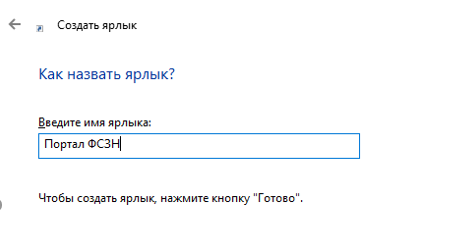 Создать ярлык
Как назвать ярлык?
Введите имя ярлыка:
Портал ФСЗН
Чтобы создать ярлык, нажмите кнопку "Готово".